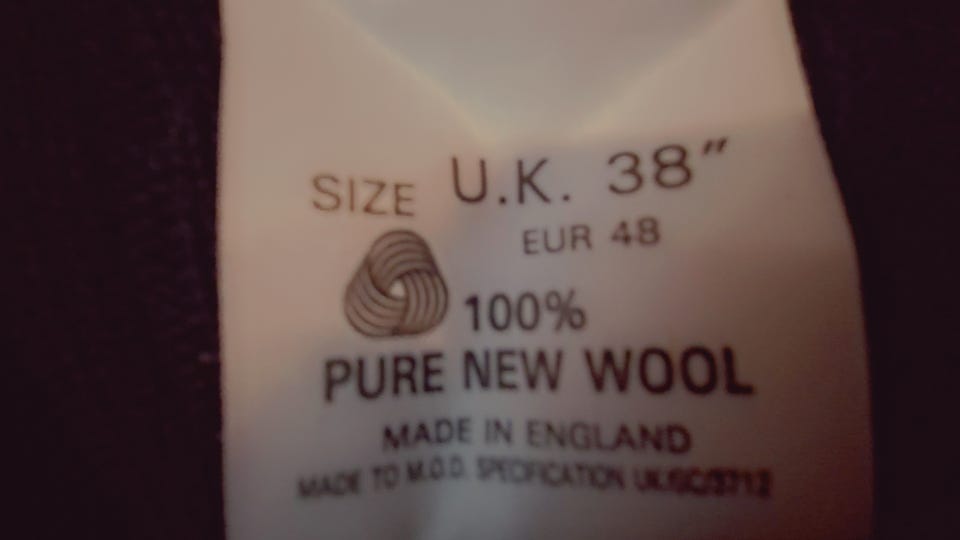 SIZE U.K. 38"
EUR 48
100%
PURE NEW WOOL
MADE IN ENGLAND
MADE TO M.O.D. SPECIFICATION